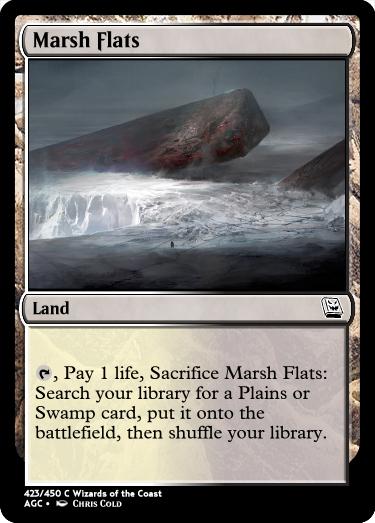 Marsh Flats
Land
, Pay 1 life, Sacrifice Marsh Flats:
Search your library for a Plains or
Swamp card, put it onto the
battlefield, then shuffle your library.
423/450 C Wizards of the Coast
AGC • Chris Cold